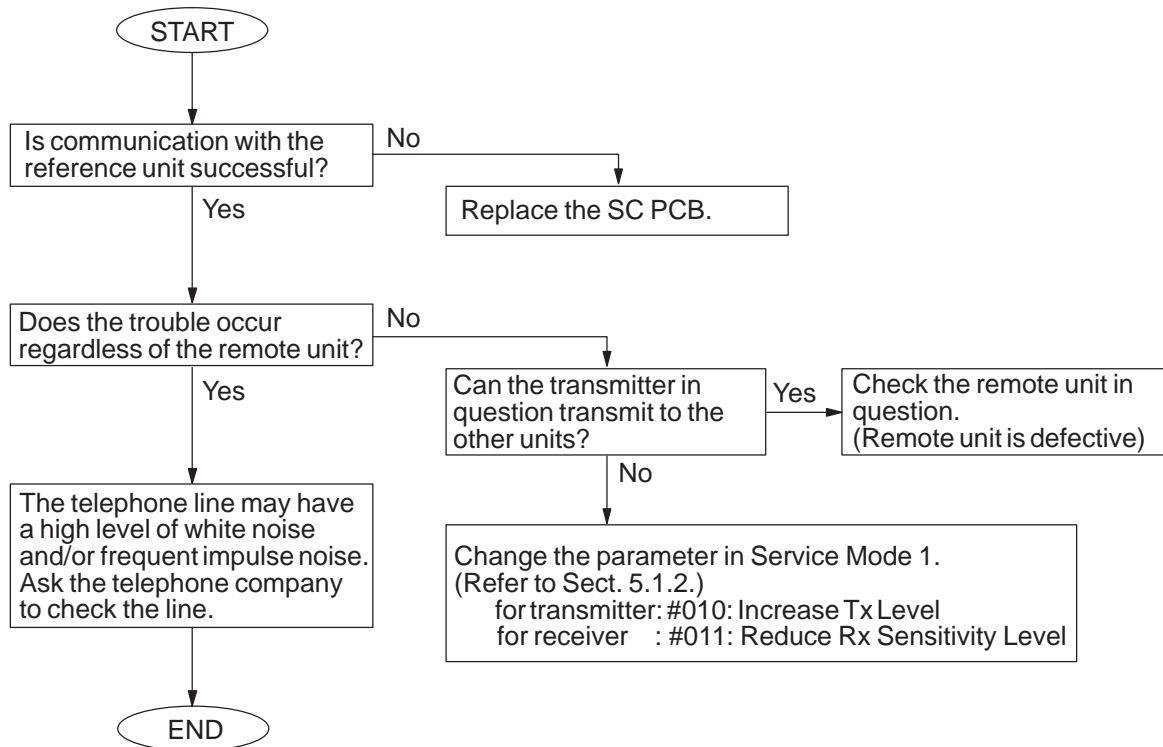 START
Is communication with the
reference unit successful?
No
Yes
Replace the SC PCB.
Does the trouble occur
regardless of the remote unit?
No
Yes
Can the transmitter in
question transmit to the
other units?
Yes
No
Check the remote unit in
question.
(Remote unit is defective)
The telephone line may have
a high level of white noise
and/or frequent impulse noise.
Ask the telephone company
to check the line.
Change the parameter in Service Mode 1.
(Refer to Sect. 5.1.2.)
for transmitter: #010: Increase Tx Level
for receiver : #011: Reduce Rx Sensitivity Level
END